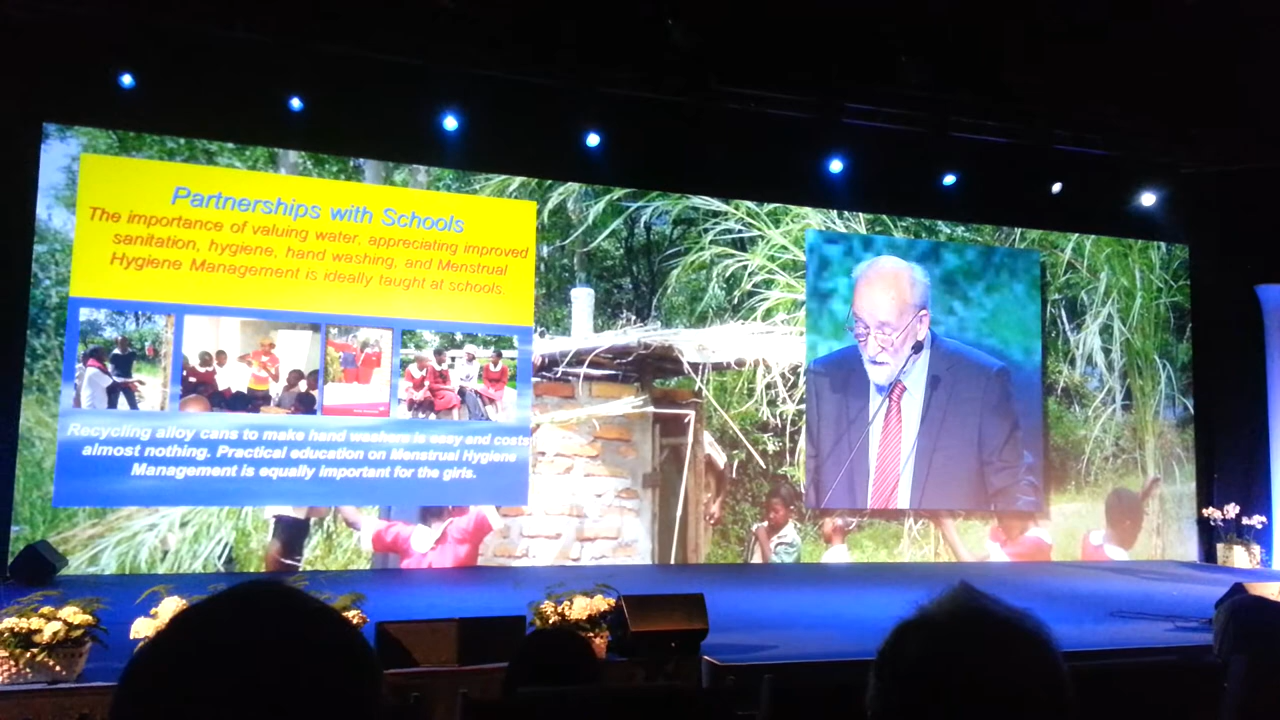 Partnerships with Schools
The importance of valuing water, appreciating improved
sanitation, hygiene, hand washing, and Menstrual
Hygiene Management is ideally taught at schools.
Recycling alloy cans to make hand washers is easy and costs
almost nothing. Practical education on Menstrual Hygiene
Management is equally important for the girls.